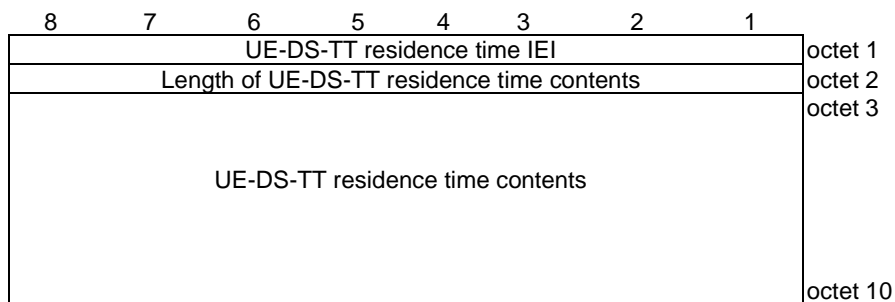 8 7 6 5 4 3 2 1
UE-DS-TT residence time IEI octet 1
Length of UE-DS-TT residence time contents octet 2
octet 3
UE-DS-TT residence time contents
octet 10